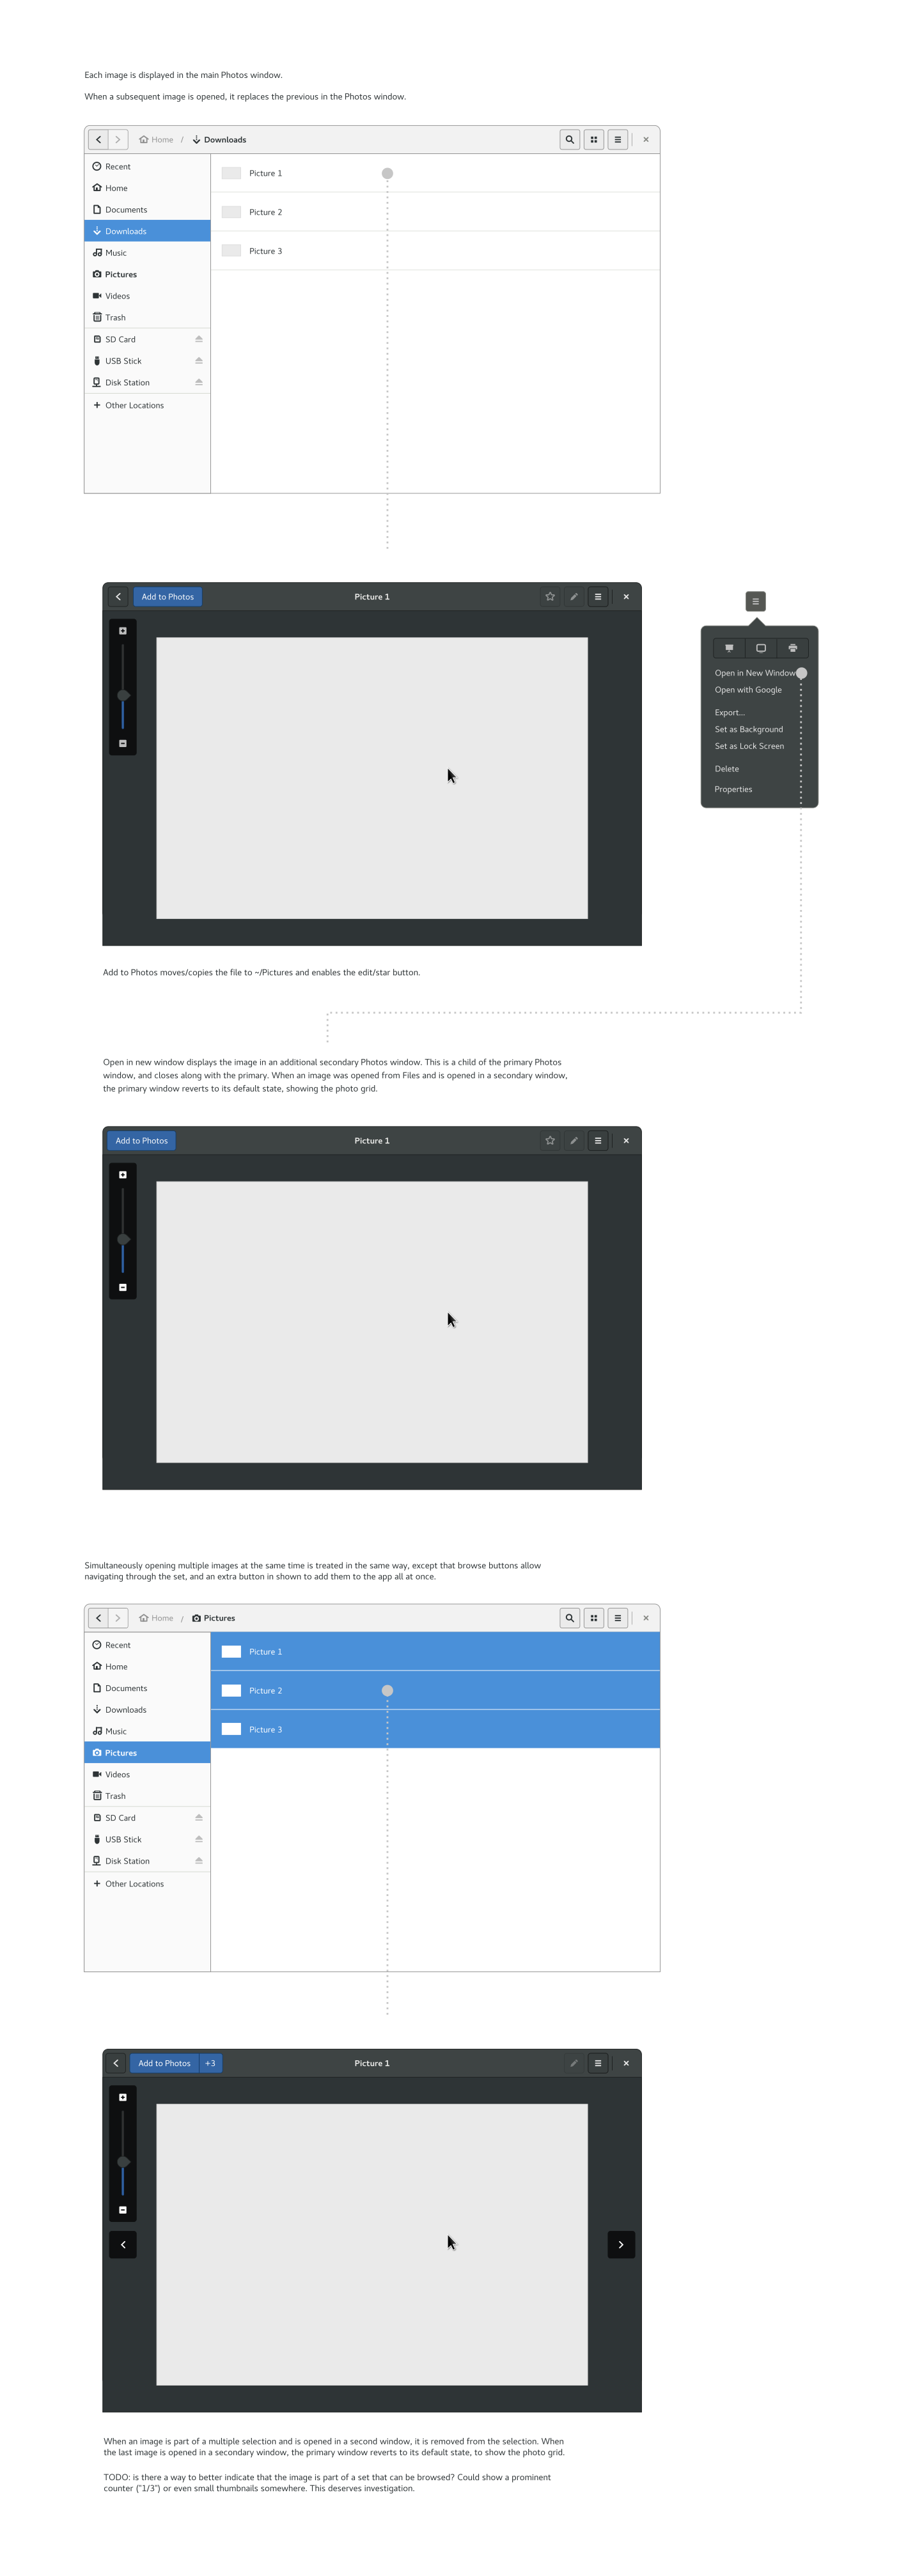 Each image is displayed in the main Photos window.
When a subsequent image is opened, it replaces the previous in the Photos window.
Home / Downloads
Recent
Home
Documents
Downloads
Music
Pictures
Videos
Trash
SD Card
USB Stick
Disk Station
Other Locations
Picture 1
Picture 2
Picture 3
Add to Photos
Picture 1
Open in New Window
Open with Google
Export...
Set as Background
Set as Lock Screen
Delete
Properties
Add to Photos moves/copies the file to ~/Pictures and enables the edit/star button.
Open in new window displays the image in an additional secondary Photos window. This is a child of the primary Photos
window, and closes along with the primary. When an image was opened from Files and is opened in a secondary window,
the primary window reverts to its default state, showing the photo grid.
Add to Photos
Picture 1
Simultaneously opening multiple images at the same time is treated in the same way, except that browse buttons allow
navigating through the set, and an extra button in shown to add them to the app all at once.
Home / Pictures
Recent
Home
Documents
Downloads
Music
Pictures
Videos
Trash
SD Card
USB Stick
Disk Station
Other Locations
Picture 1
Picture 2
Picture 3
Add to Photos +3
Picture 1
When an image is part of a multiple selection and is opened in a second window, it is removed from the selection. When
the last image is opened in a secondary window, the primary window reverts to its default state, to show the photo grid.
TODO: is there a way to better indicate that the image is part of a set that can be browsed? Could show a prominent
counter ("1/3") or even small thumbnails somewhere. This deserves investigation.